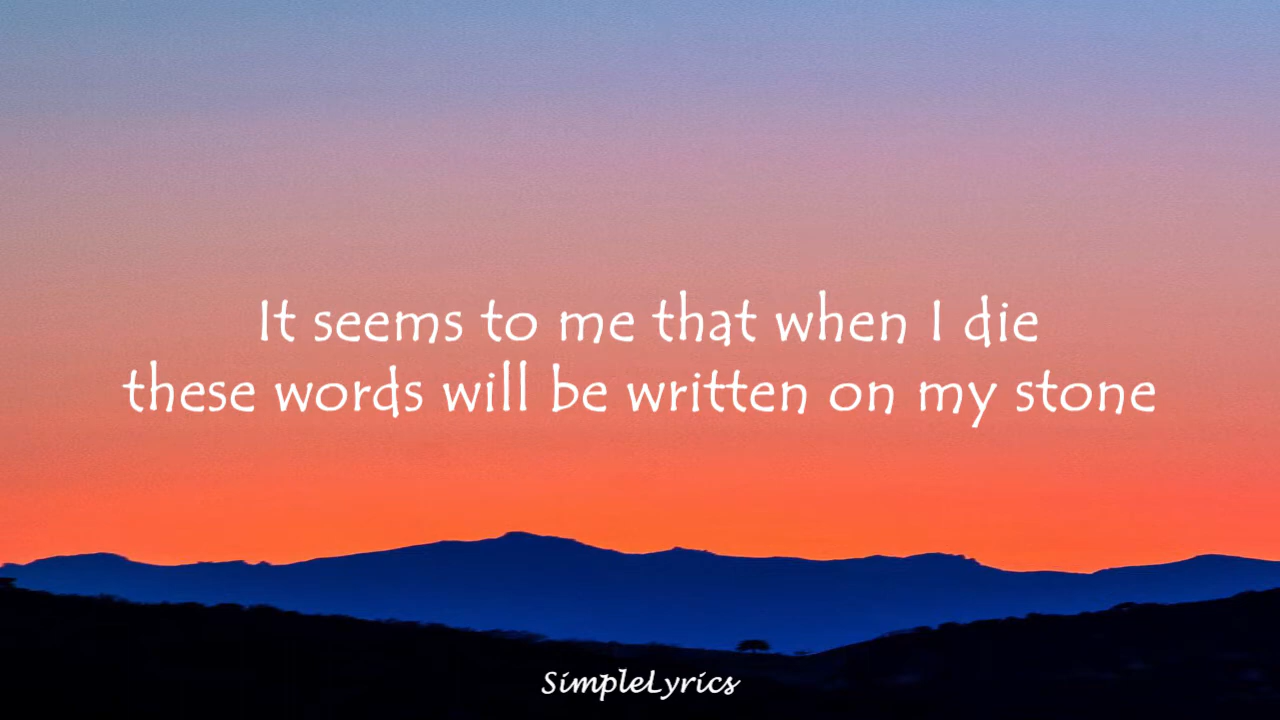 It seems to me that when I die
these words will be written on my stone
SimpleLyrics